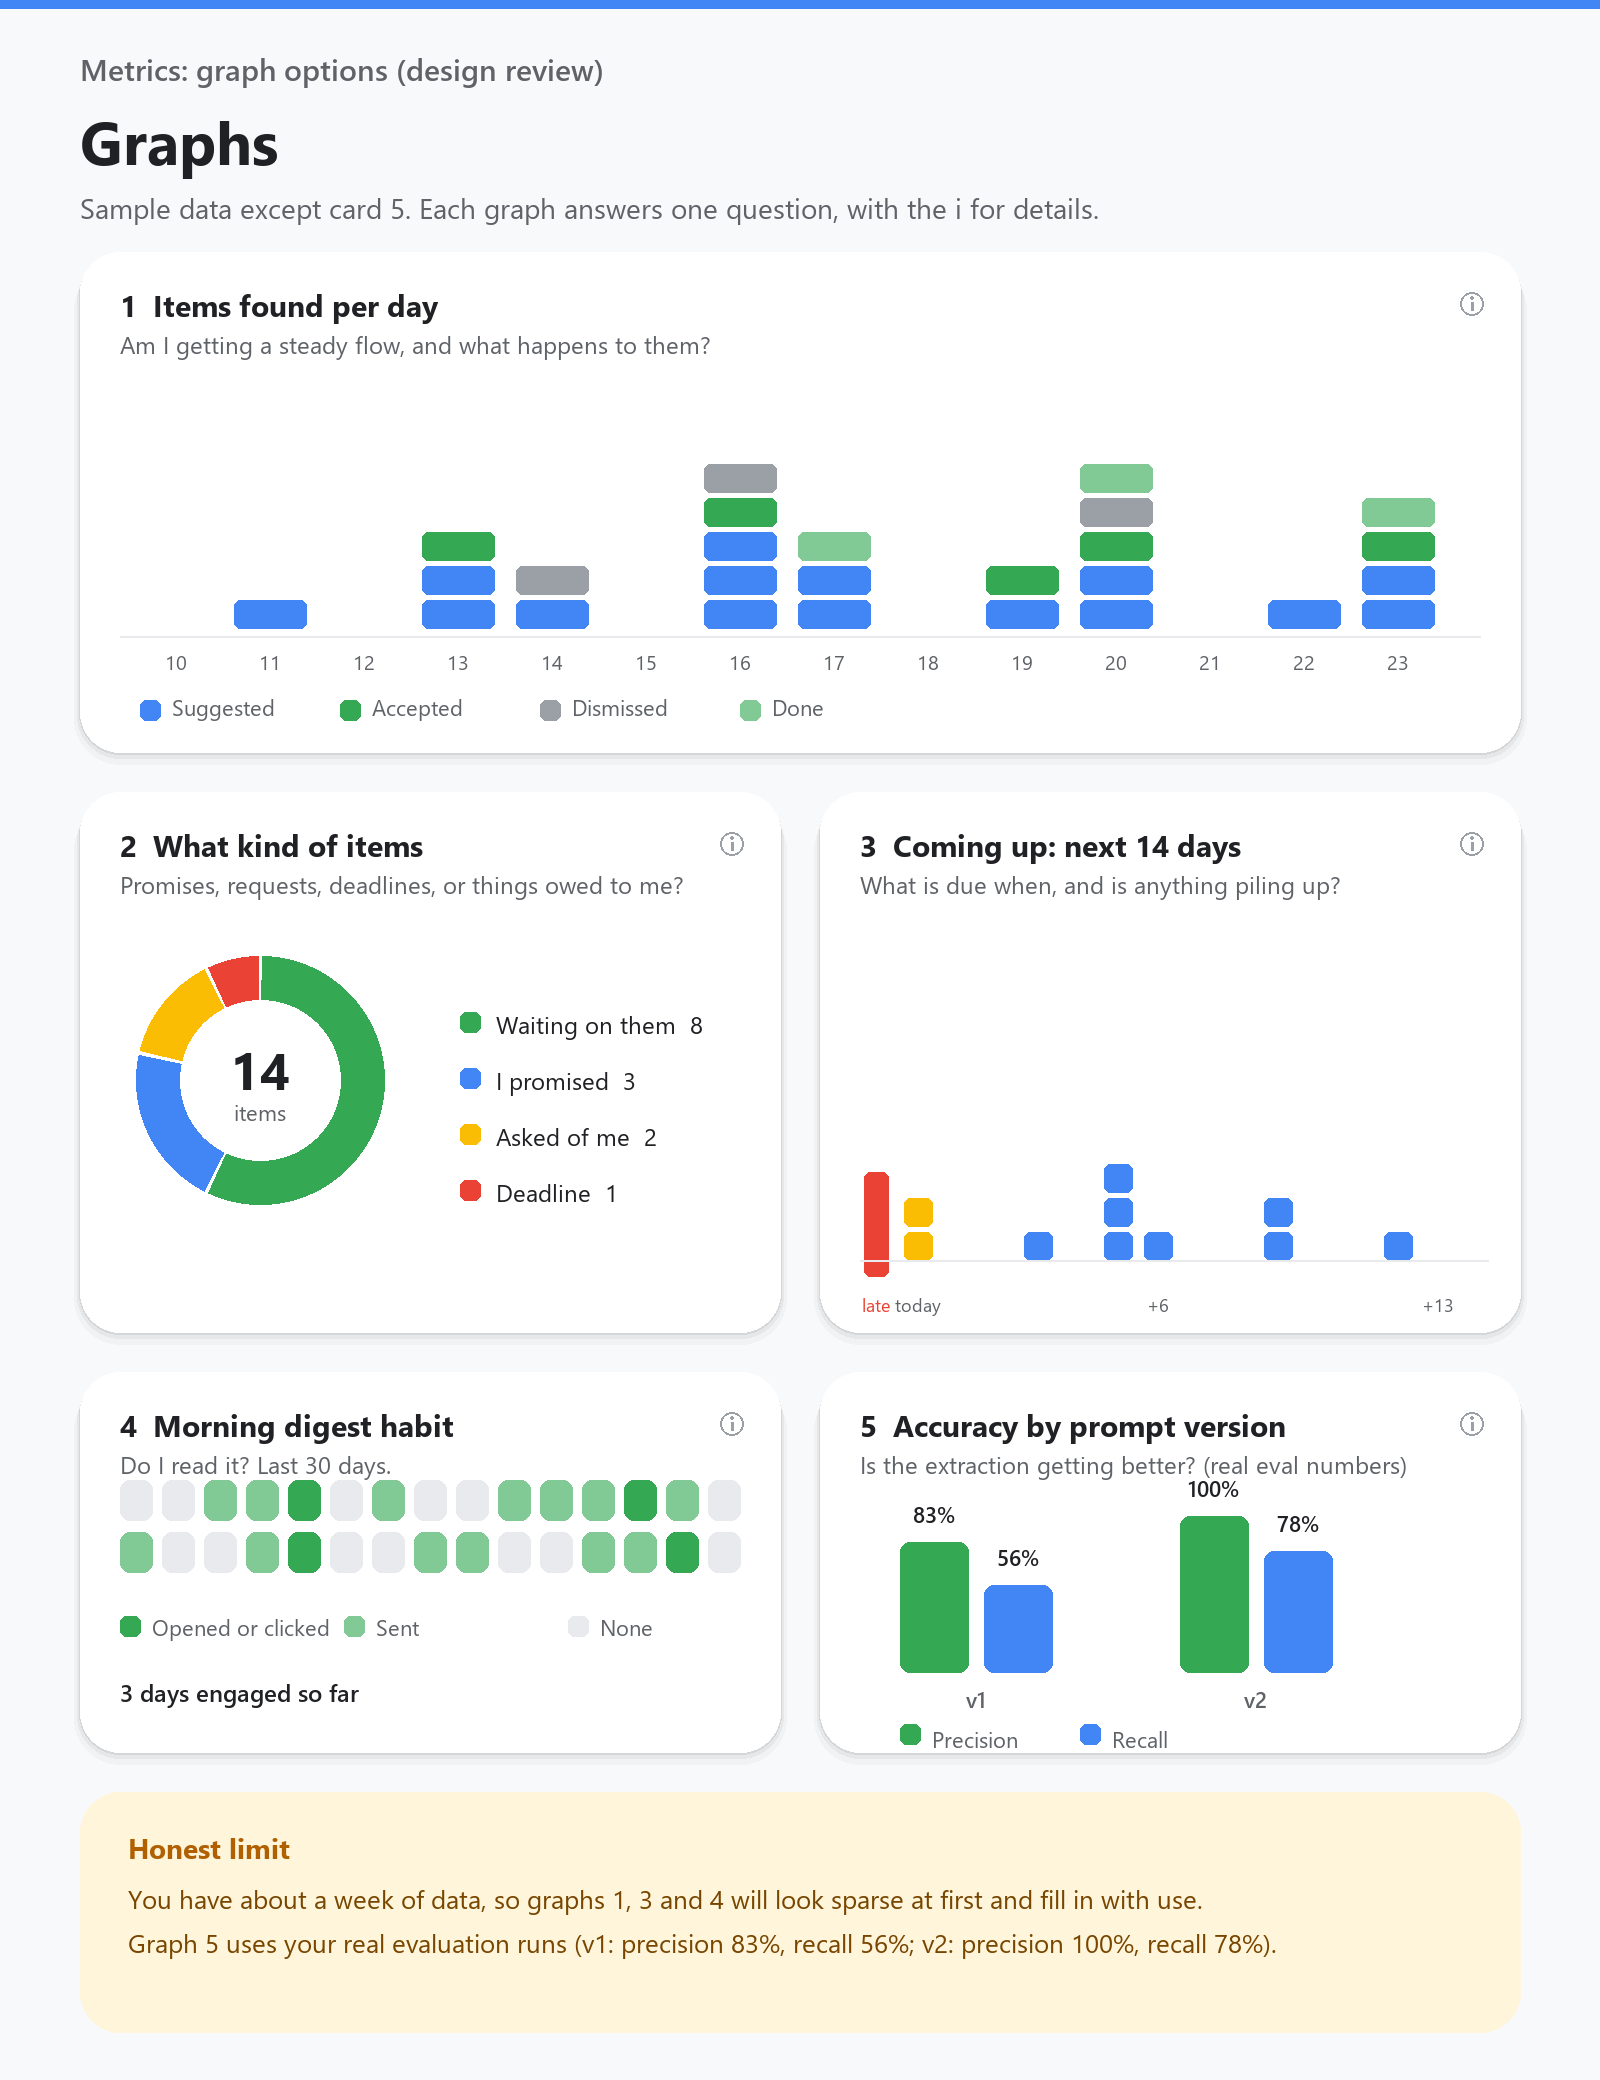 Metrics: graph options (design review)
Graphs
Sample data except card 5. Each graph answers one question, with the i for details.
1 Items found per day
Am I getting a steady flow, and what happens to them?
10 11 12 13 14 15 16 17 18 19 20 21 22 23
Suggested Accepted Dismissed Done
2 What kind of items
Promises, requests, deadlines, or things owed to me?
14
items
Waiting on them 8
I promised 3
Asked of me 2
Deadline 1
3 Coming up: next 14 days
What is due when, and is anything piling up?
late today +6 +13
4 Morning digest habit
Do I read it? Last 30 days.
Opened or clicked Sent None
3 days engaged so far
5 Accuracy by prompt version
Is the extraction getting better? (real eval numbers)
83% 56% 100% 78%
v1 v2
Precision Recall
Honest limit
You have about a week of data, so graphs 1, 3 and 4 will look sparse at first and fill in with use.
Graph 5 uses your real evaluation runs (v1: precision 83%, recall 56%; v2: precision 100%, recall 78%).